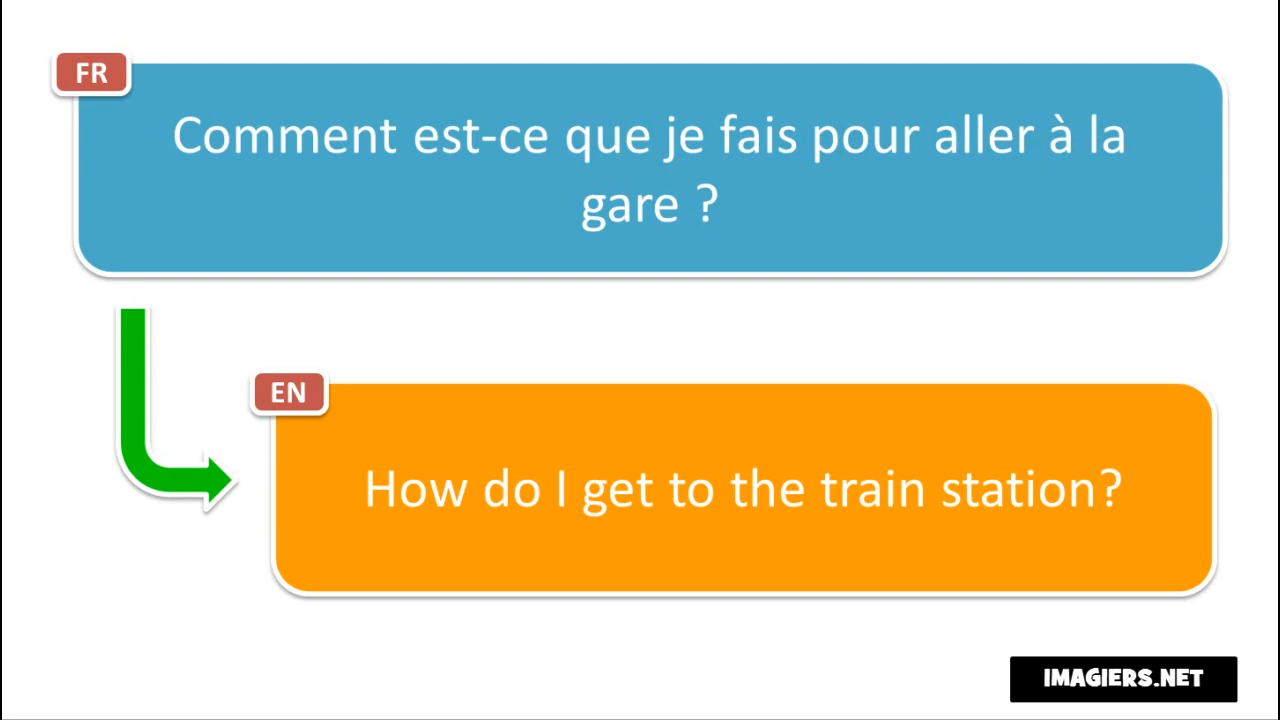 FR
Comment est-ce que je fais pour aller à la
gare ?
EN
How do I get to the train station?
IMAGIERS.NET